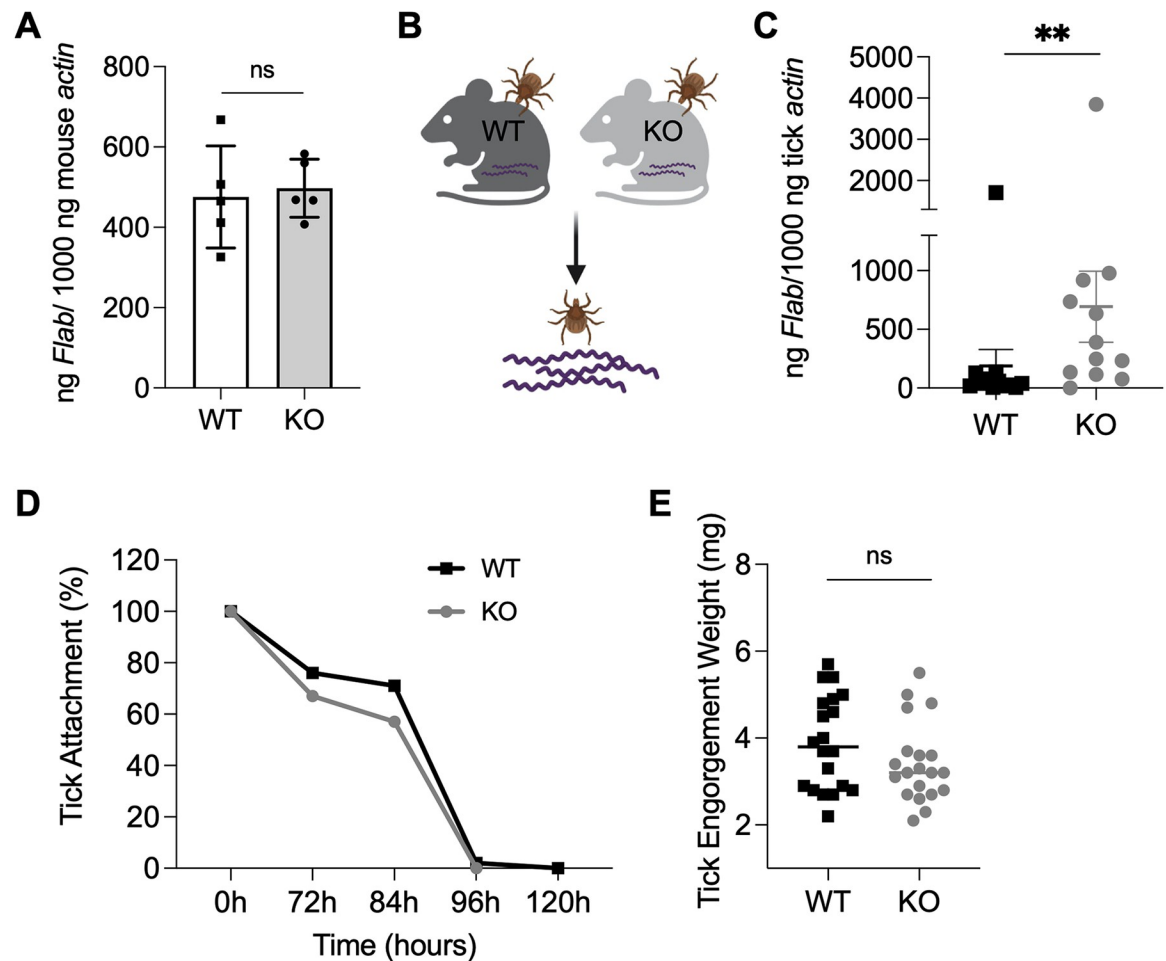 A
ng Flab/ 1000 ng mouse actin
800
600
400
200
0
ns
WT
KO
B
WT
KO
C
ng Flab/1000 ng tick actin
5000
4000
3000
2000
1000
500
0
**
WT
KO
D
Tick Attachment (%)
120
100
80
60
40
20
0
WT
KO
0h
72h
84h
96h
120h
Time (hours)
E
Tick Engorgement Weight (mg)
8
6
4
2
ns
WT
KO